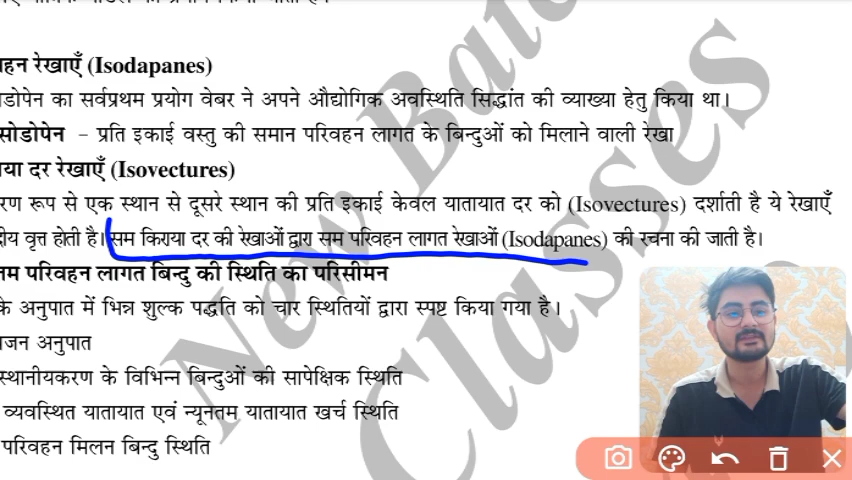 हन रेखाएँ (Isodapanes)
डोपेन का सर्वप्रथम प्रयोग वेबर ने अपने औद्योगिक अवस्थिति सिद्धांत की व्याख्या हेतु किया था।
सोडोपेन – प्रति इकाई वस्तु की समान परिवहन लागत के बिन्दुओं को मिलाने वाली रेखा
या दर रेखाएँ (Isovectures)
रण रूप से एक स्थान से दूसरे स्थान की प्रति इकाई केवल यातायात दर को (Isovectures) दर्शाती है ये रेखाएँ
ीय वृत्त होती है। सम किराया दर की रेखाओं द्वारा सम परिवहन लागत रेखाओं (Isodapanes) की रचना की जाती है।
तम परिवहन लागत बिन्दु की स्थिति का परिसीमन
के अनुपात में भिन्न शुल्क पद्धति को चार स्थितियों द्वारा स्पष्ट किया गया है।
जन अनुपात
स्थानीयकरण के विभिन्न बिन्दुओं की सापेक्षिक स्थिति
व्यवस्थित यातायात एवं न्यूनतम यातायात खर्च स्थिति
परिवहन मिलन बिन्दु स्थिति
New Batc
Classes